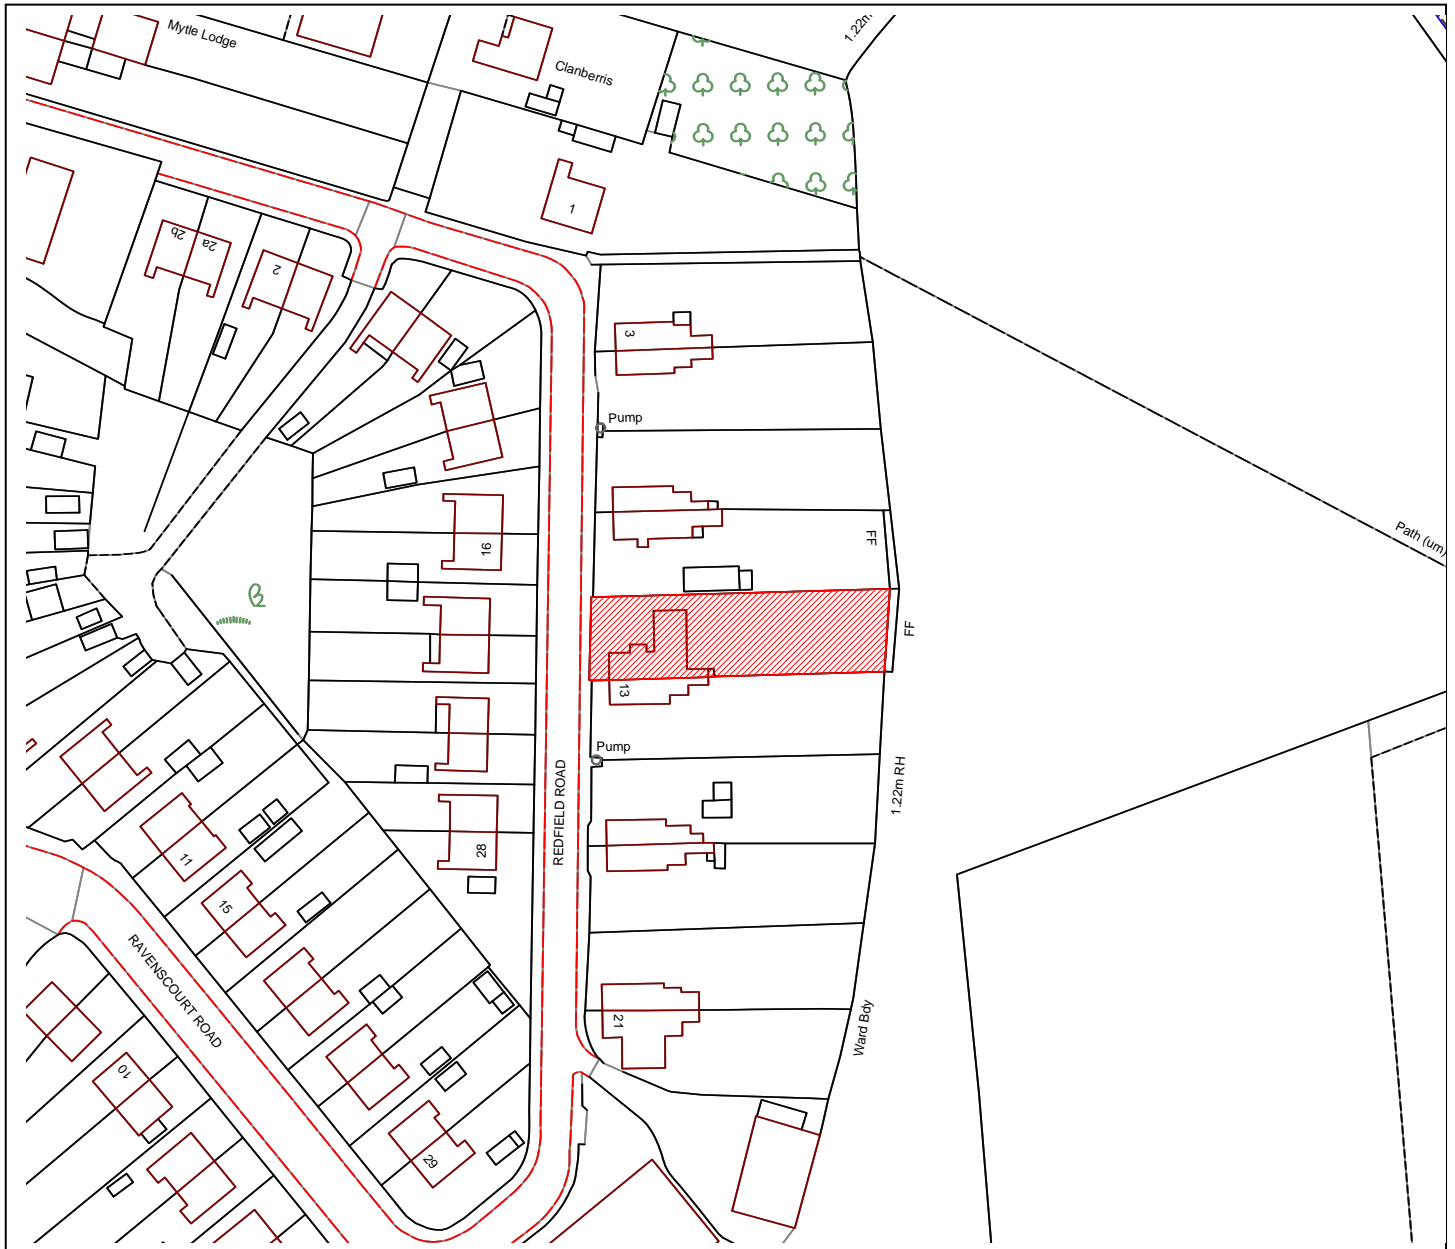 Mytle Lodge
1.22m
Clanberris
1
2b
2a
2
3
Pump
16
FF
FF
13
Pump
REDFIELD ROAD
1.22m RH
Path (um)
28
11
15
RAVENSCOURT ROAD
21
Ward Bdy
10
29